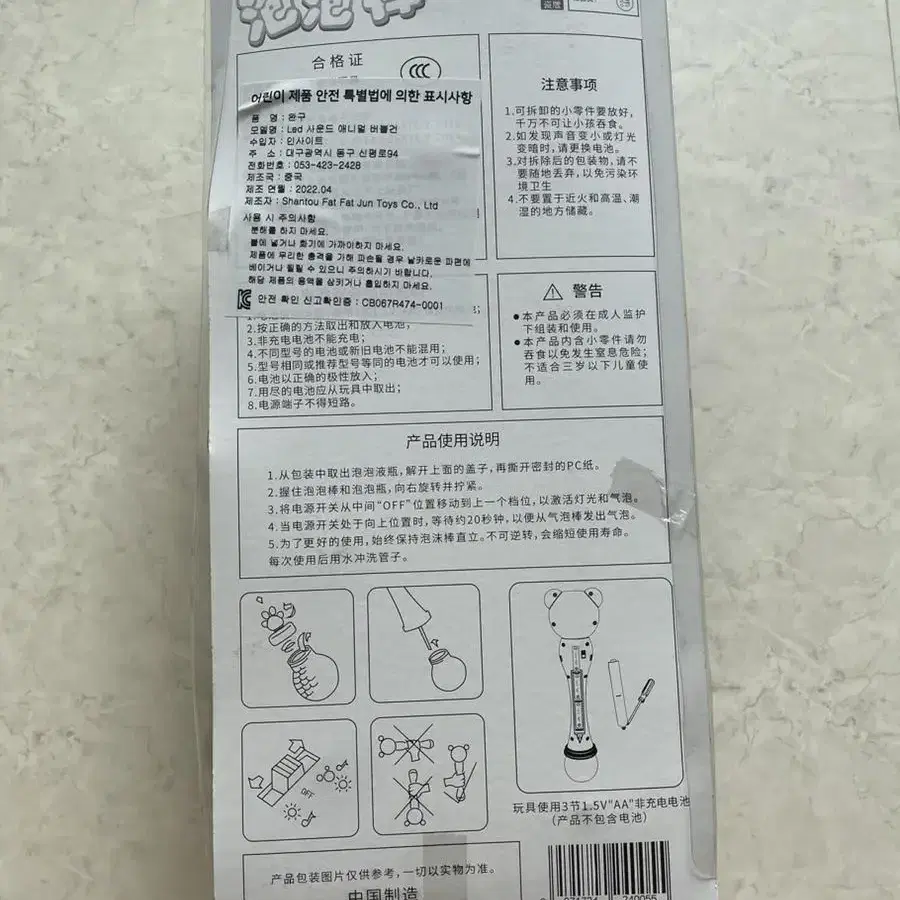 泡泡棒
合格证
CCC
어린이 제품 안전 특별법에 의한 표시사항
품 명 : 완구
모델명 : Led 사운드 애니멀 버블건
수입자 : 인사이트
주 소 : 대구광역시 동구 신평로94
전화번호 : 053-423-2428
제조국 : 중국
제조 연월 : 2022.04
제조자 : Shantou Fat Fat Jun Toys Co., Ltd
사용 시 주의사항
분해를 하지 마세요.
불에 넣거나 화기에 가까이하지 마세요.
제품에 무리한 충격을 가해 파손될 경우 날카로운 파편에
베이거나 찔릴 수 있으니 주의하시기 바랍니다.
해당 제품의 용액을 삼키거나 흡입하지 마세요.
안전 확인 신고확인증 : CB067R474-0001
2.按正确的方法取出和放入电池;
3.非充电电池不能充电;
4.不同型号的电池或新旧电池不能混用;
5.型号相同或推荐型号等同的电池才可以使用;
6.电池以正确的极性放入;
7.用尽的电池应从玩具中取出;
8.电源端子不得短路。
注意事项
1.可拆卸的小零件要放好,
千万不可让小孩吞食。
2.如发现声音变小或灯光
变暗时,请更换电池。
3.对拆除后的包装物,请不
要随地丢弃,以免污染环
境卫生
4.不要置于近火和高温、潮
湿的地方储藏。
警告
●本产品必须在成人监护
下组装和使用。
●本产品内含小零件请勿
吞食以免发生窒息危险;
不适合三岁以下儿童使
用。
产品使用说明
1.从包装中取出泡泡液瓶,解开上面的盖子,再撕开密封的PC纸。
2.握住泡泡棒和泡泡瓶,向右旋转并拧紧。
3.将电源开关从中间“OFF”位置移动到上一个档位,以激活灯光和气泡。
4.当电源开关处于向上位置时,等待约20秒钟,以便从气泡棒发出气泡。
5.为了更好的使用,始终保持泡沫棒直立。不可逆转,会缩短使用寿命。
每次使用后用水冲洗管子。
OFF
玩具使用3节1.5V“AA”非充电电池
(产品不包含电池)
产品包装图片仅供参考,一切以实物为准。
中国制造